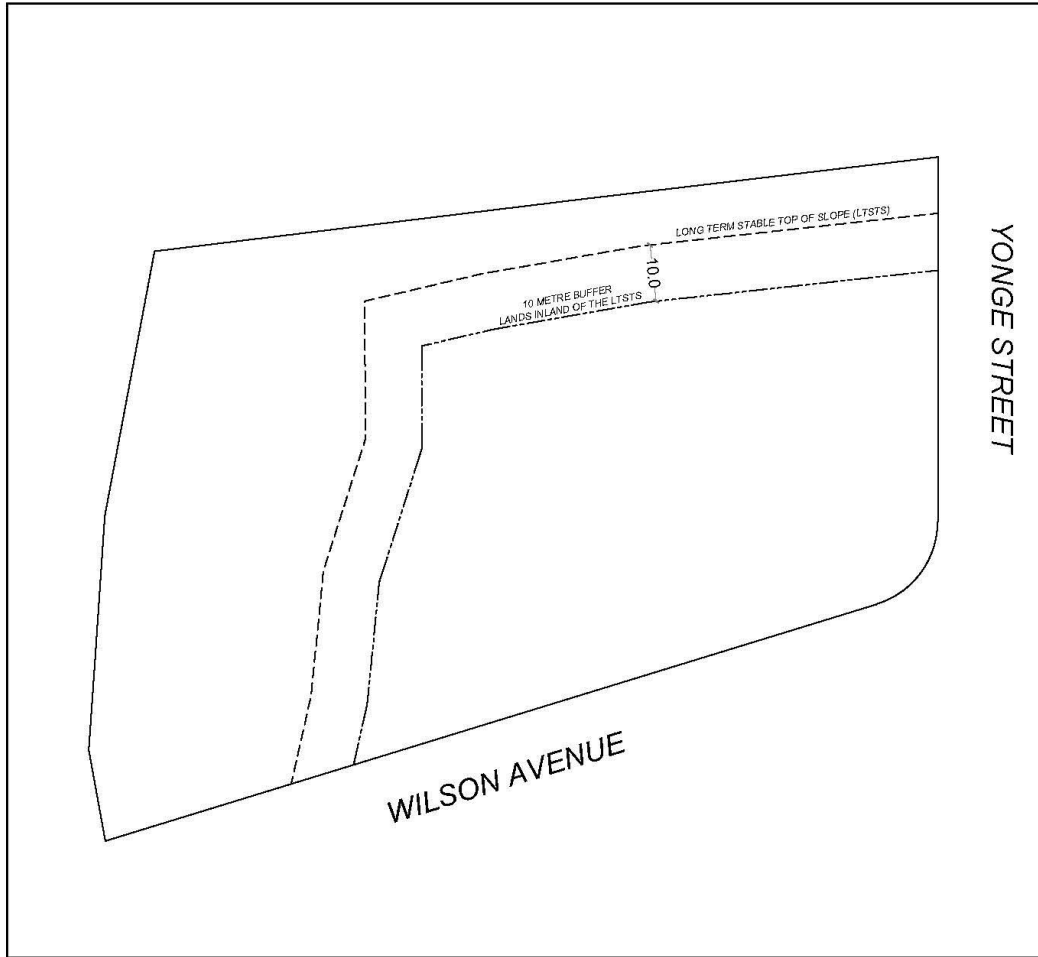 LONG TERM STABLE TOP OF SLOPE (LTSTS)
10.0
10 METRE BUFFER
LANDS INLAND OF THE LTSTS
YONGE STREET
WILSON AVENUE